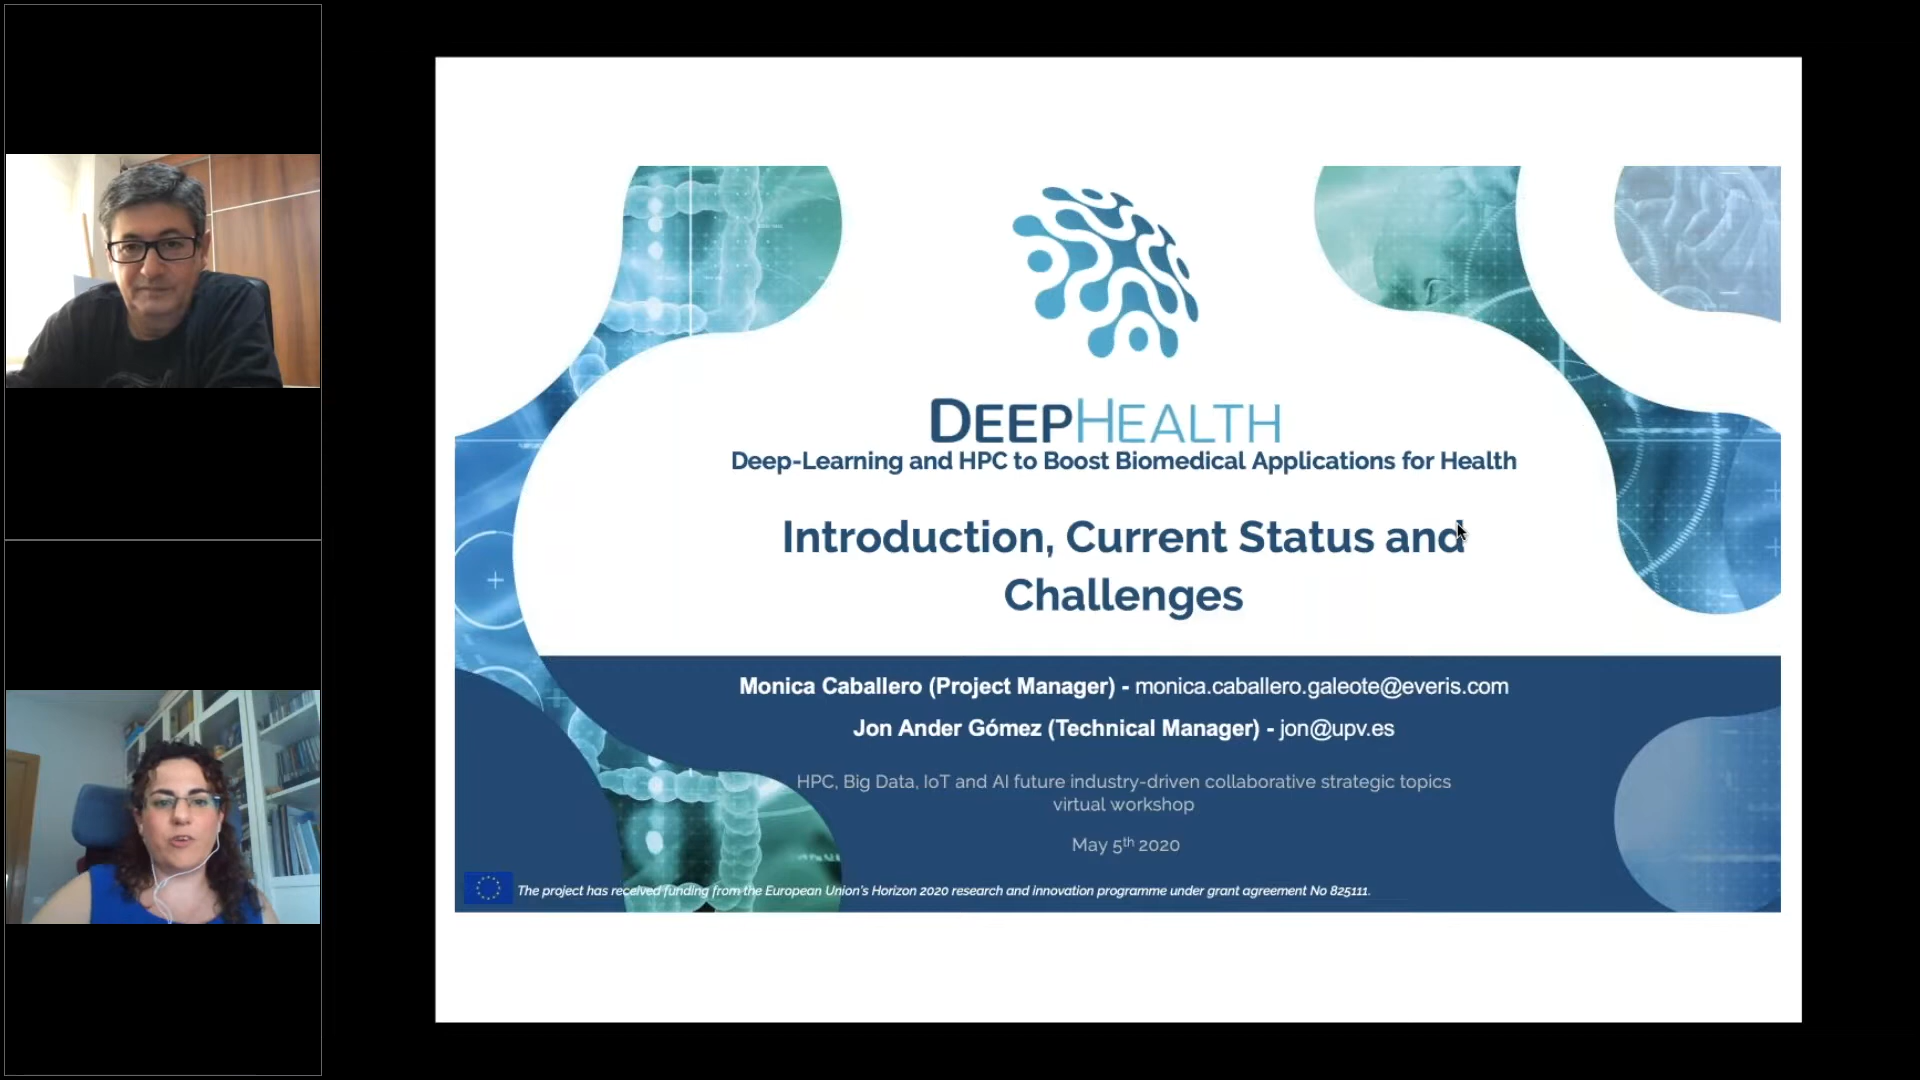 DEEPHEALTH
Deep-Learning and HPC to Boost Biomedical Applications for Health
Introduction, Current Status and
Challenges
Monica Caballero (Project Manager) - monica.caballero.galeote@everis.com
Jon Ander Gómez (Technical Manager) - jon@upv.es
HPC, Big Data, IoT and AI future industry-driven collaborative strategic topics
virtual workshop
May 5th 2020
The project has received funding from the European Union's Horizon 2020 research and innovation programme under grant agreement No 825111.